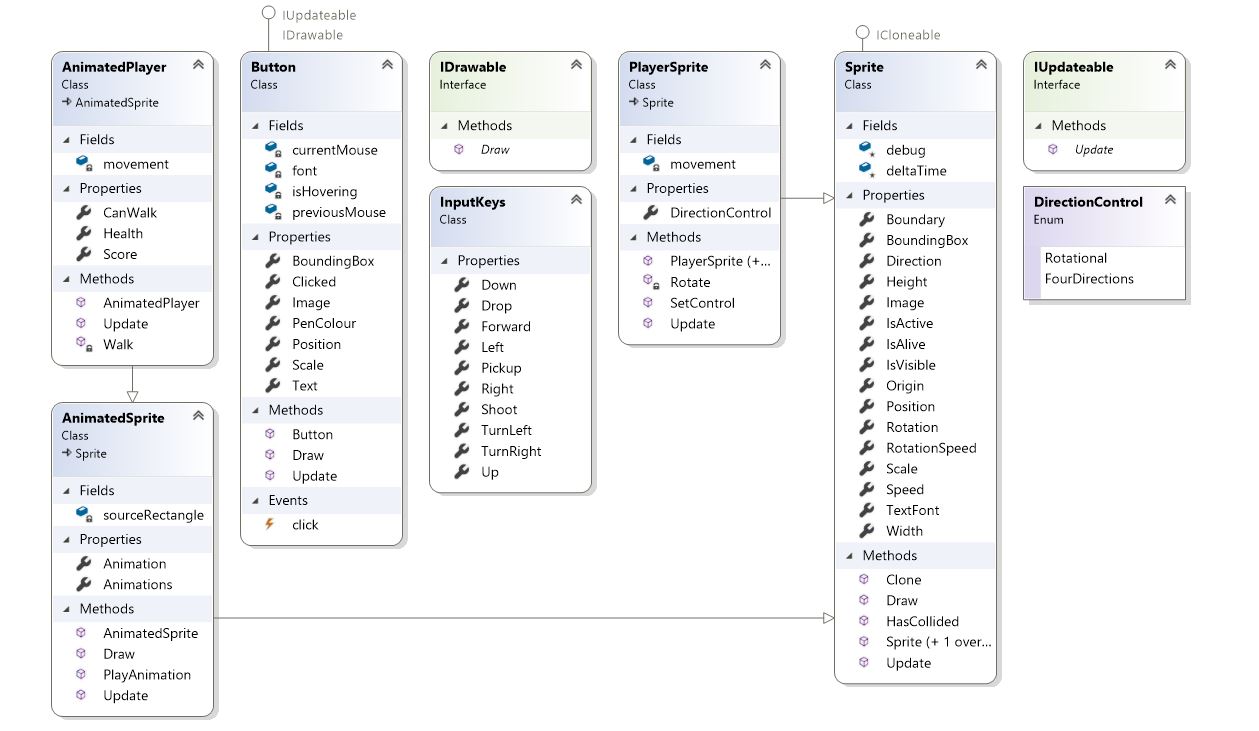 AnimatedPlayer
Class
AnimatedSprite
Fields
movement
Properties
CanWalk
Health
Score
Methods
AnimatedPlayer
Update
Walk
AnimatedSprite
Class
Sprite
Fields
sourceRectangle
Properties
Animation
Animations
Methods
AnimatedSprite
Draw
PlayAnimation
Update
IUpdateable
IDrawable
Button
Class
Fields
currentMouse
font
isHovering
previousMouse
Properties
BoundingBox
Clicked
Image
PenColour
Position
Scale
Text
Methods
Button
Draw
Update
Events
click
IDrawable
Interface
Methods
Draw
InputKeys
Class
Properties
Down
Drop
Forward
Left
Pickup
Right
Shoot
TurnLeft
TurnRight
Up
PlayerSprite
Class
Sprite
Fields
movement
Properties
DirectionControl
Methods
PlayerSprite (+...
Rotate
SetControl
Update
ICloneable
Sprite
Class
Fields
debug
deltaTime
Properties
Boundary
BoundingBox
Direction
Height
Image
IsActive
IsAlive
IsVisible
Origin
Position
Rotation
RotationSpeed
Scale
Speed
TextFont
Width
Methods
Clone
Draw
HasCollided
Sprite (+ 1 over...
Update
IUpdateable
Interface
Methods
Update
DirectionControl
Enum
Rotational
FourDirections